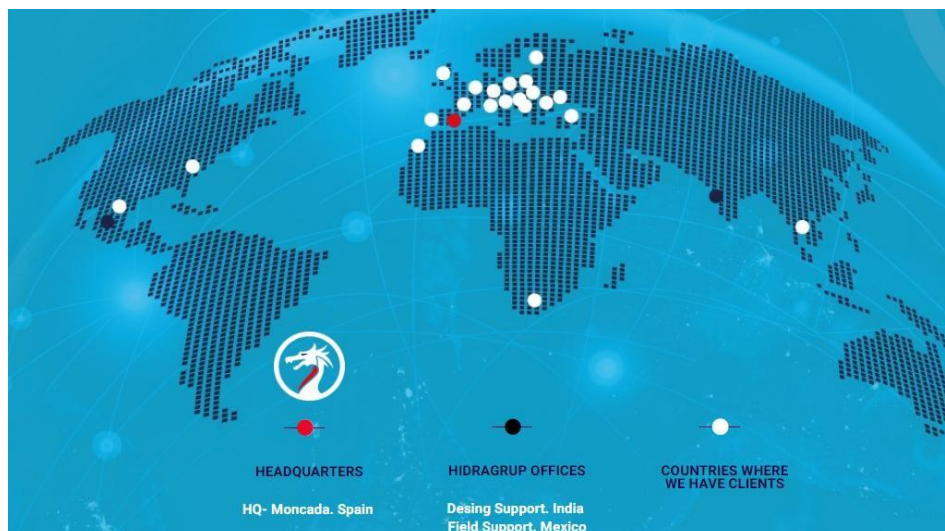 HEADQUARTERS
HQ- Moncada. Spain
HIDRAGRUP OFFICES
Desing Support. India
Field Support. Mexico
COUNTRIES WHERE
WE HAVE CLIENTS